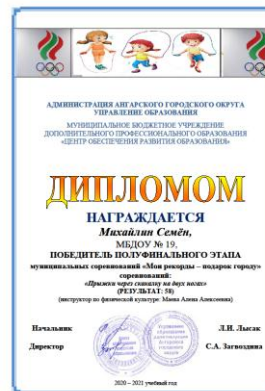 АДМИНИСТРАЦИЯ АНГАРСКОГО ГОРОДСКОГО ОКРУГА
УПРАВЛЕНИЕ ОБРАЗОВАНИЯ
МУНИЦИПАЛЬНОЕ БЮДЖЕТНОЕ УЧРЕЖДЕНИЕ
ДОПОЛНИТЕЛЬНОГО ПРОФЕССИОНАЛЬНОГО ОБРАЗОВАНИЯ
«ЦЕНТР ОБЕСПЕЧЕНИЯ РАЗВИТИЯ ОБРАЗОВАНИЯ»
ДИПЛОМОМ
НАГРАЖДАЕТСЯ
Михайлин Семён,
МБДОУ № 19,
ПОБЕДИТЕЛЬ ПОЛУФИНАЛЬНОГО ЭТАПА
муниципальных соревнований «Мои рекорды – подарок городу»
соревнований:
«Прыжки через скакалку на двух ногах»
(РЕЗУЛЬТАТ: 58)
(инструктор по физической культуре: Маева Алена Алексеевна)
Начальник Л.И. Лысак
Директор С.А. Загвоздина
2020 – 2021 учебный год